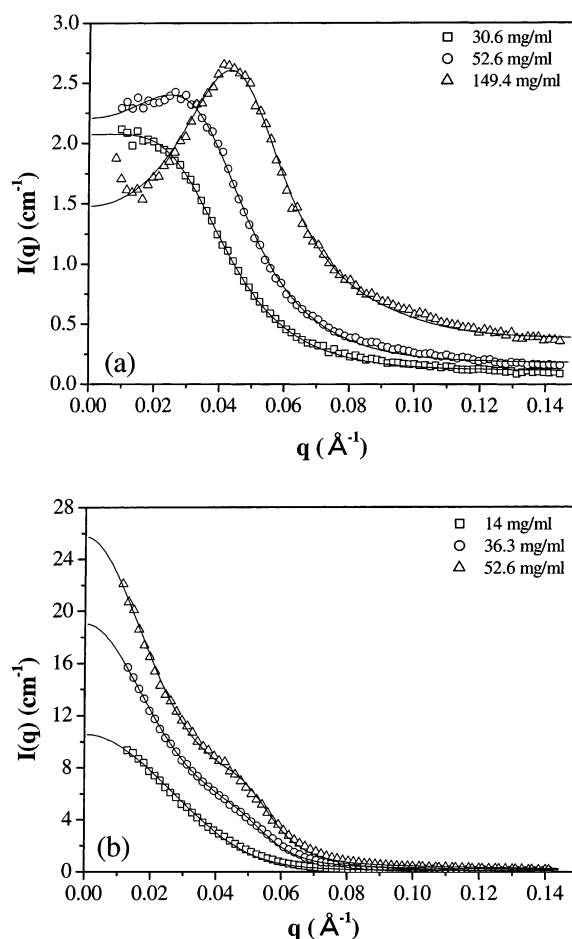 3.0
2.5
2.0
1.5
1.0
0.5
0.0
I(q) (cm⁻¹)
30.6 mg/ml
52.6 mg/ml
149.4 mg/ml
(a)
0.00 0.02 0.04 0.06 0.08 0.10 0.12 0.14
q (Å⁻¹)
28
24
20
16
12
8
4
0
I(q) (cm⁻¹)
14 mg/ml
36.3 mg/ml
52.6 mg/ml
(b)
0.00 0.02 0.04 0.06 0.08 0.10 0.12 0.14
q (Å⁻¹)